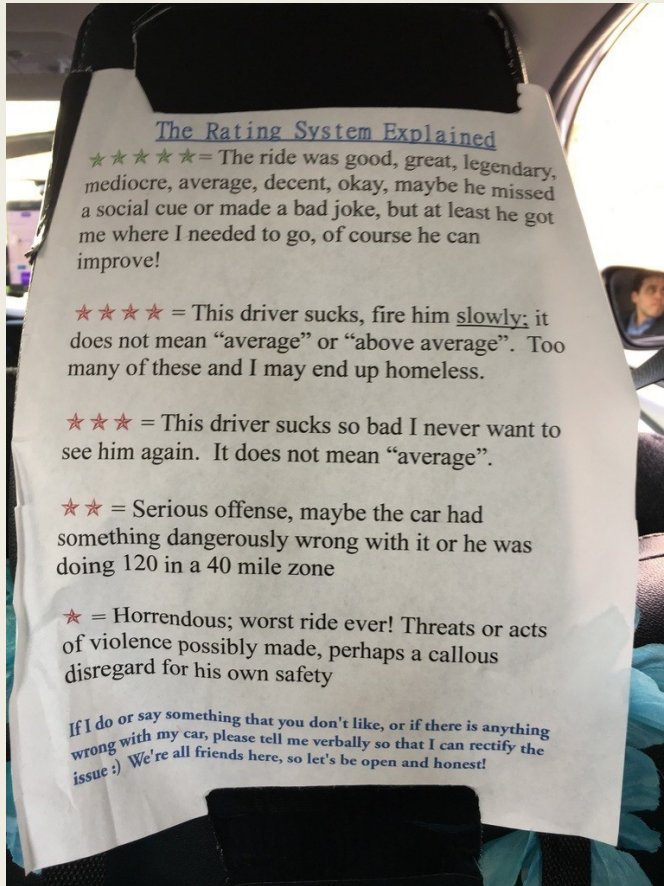 The Rating System Explained
★★★★★= The ride was good, great, legendary,
mediocre, average, decent, okay, maybe he missed
a social cue or made a bad joke, but at least he got
me where I needed to go, of course he can
improve!
★★★★ = This driver sucks, fire him slowly; it
does not mean “average” or “above average”. Too
many of these and I may end up homeless.
★★★ = This driver sucks so bad I never want to
see him again. It does not mean “average”.
★★ = Serious offense, maybe the car had
something dangerously wrong with it or he was
doing 120 in a 40 mile zone
★ = Horrendous; worst ride ever! Threats or acts
of violence possibly made, perhaps a callous
disregard for his own safety
If I do or say something that you don't like, or if there is anything
wrong with my car, please tell me verbally so that I can rectify the
issue :) We're all friends here, so let's be open and honest!